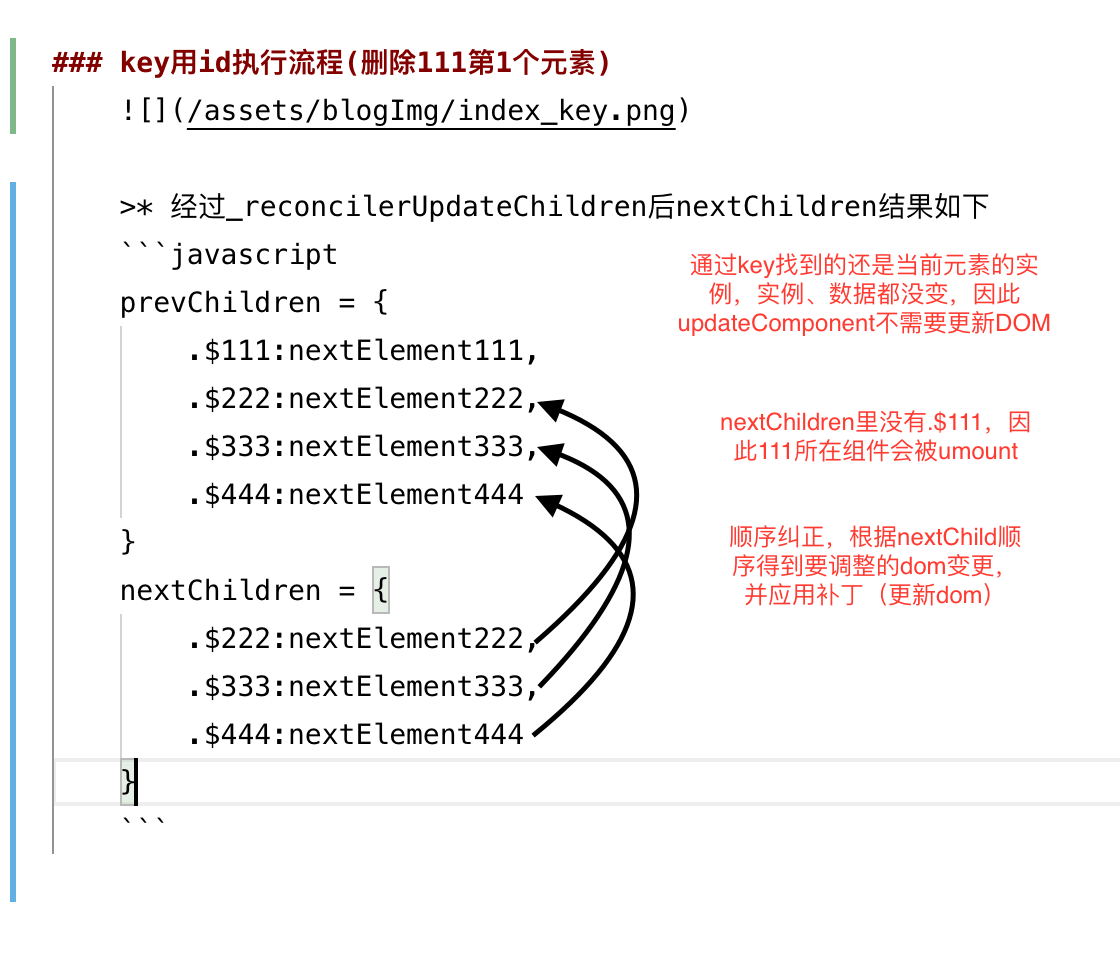 ### key用id执行流程(删除111第1个元素)
![](/assets/blogImg/index_key.png)
>* 经过_reconcilerUpdateChildren后nextChildren结果如下
```javascript
prevChildren = {
.$111:nextElement111,
.$222:nextElement222,
.$333:nextElement333,
.$444:nextElement444
}
nextChildren = {
.$222:nextElement222,
.$333:nextElement333,
.$444:nextElement444
}
```
通过key找到的还是当前元素的实
例，实例、数据都没变，因此
updateComponent不需要更新DOM
nextChildren里没有.$111，因
此111所在组件会被umount
顺序纠正，根据nextChild顺
序得到要调整的dom变更，
并应用补丁（更新dom）